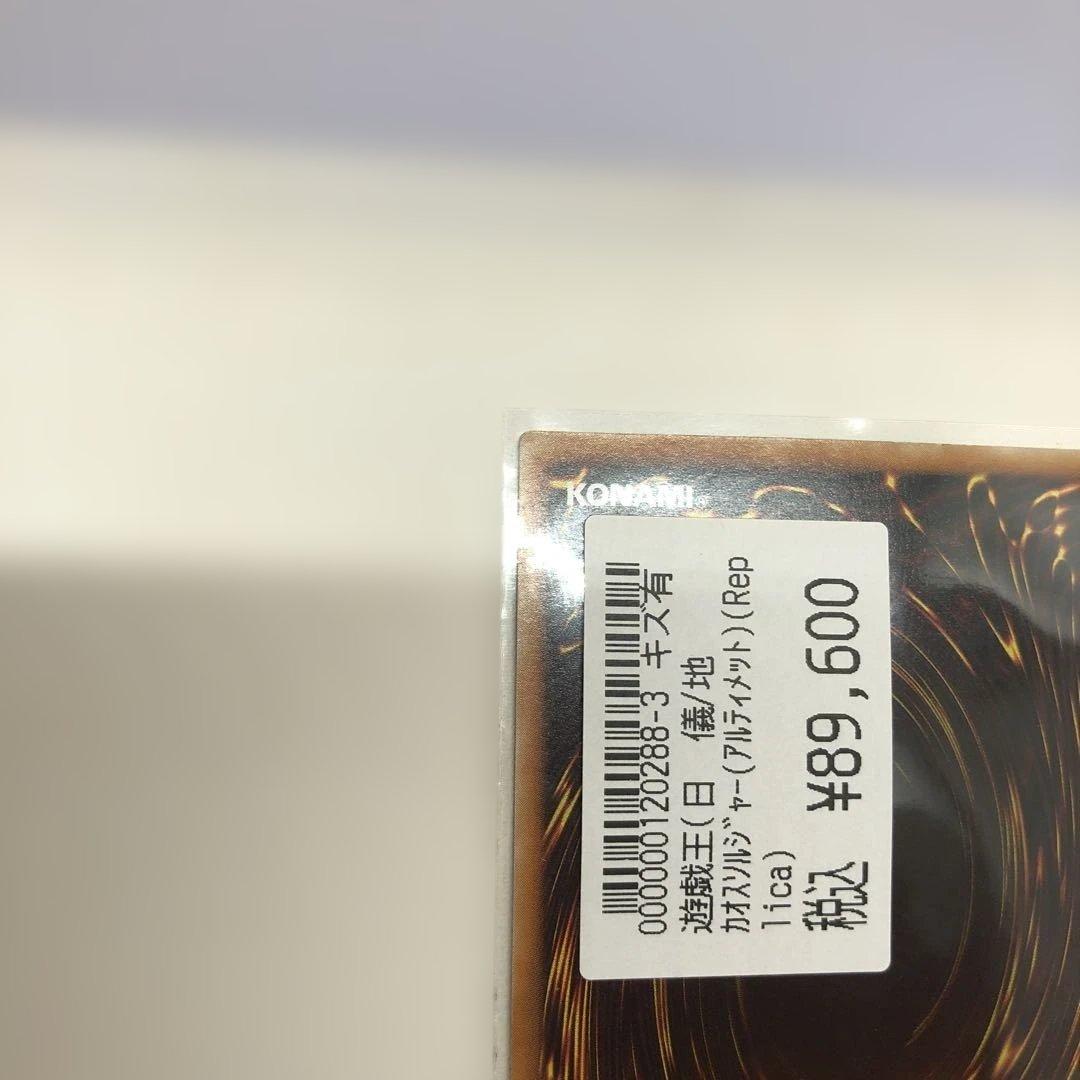 KONAMI
000000120288-3 キズ有
遊戯王(日 儀/地
ｶｵｽｿﾙｼﾞｬｰ(ｱﾙﾃｨﾒｯﾄ)(Rep
lica)
税込 ¥89,600